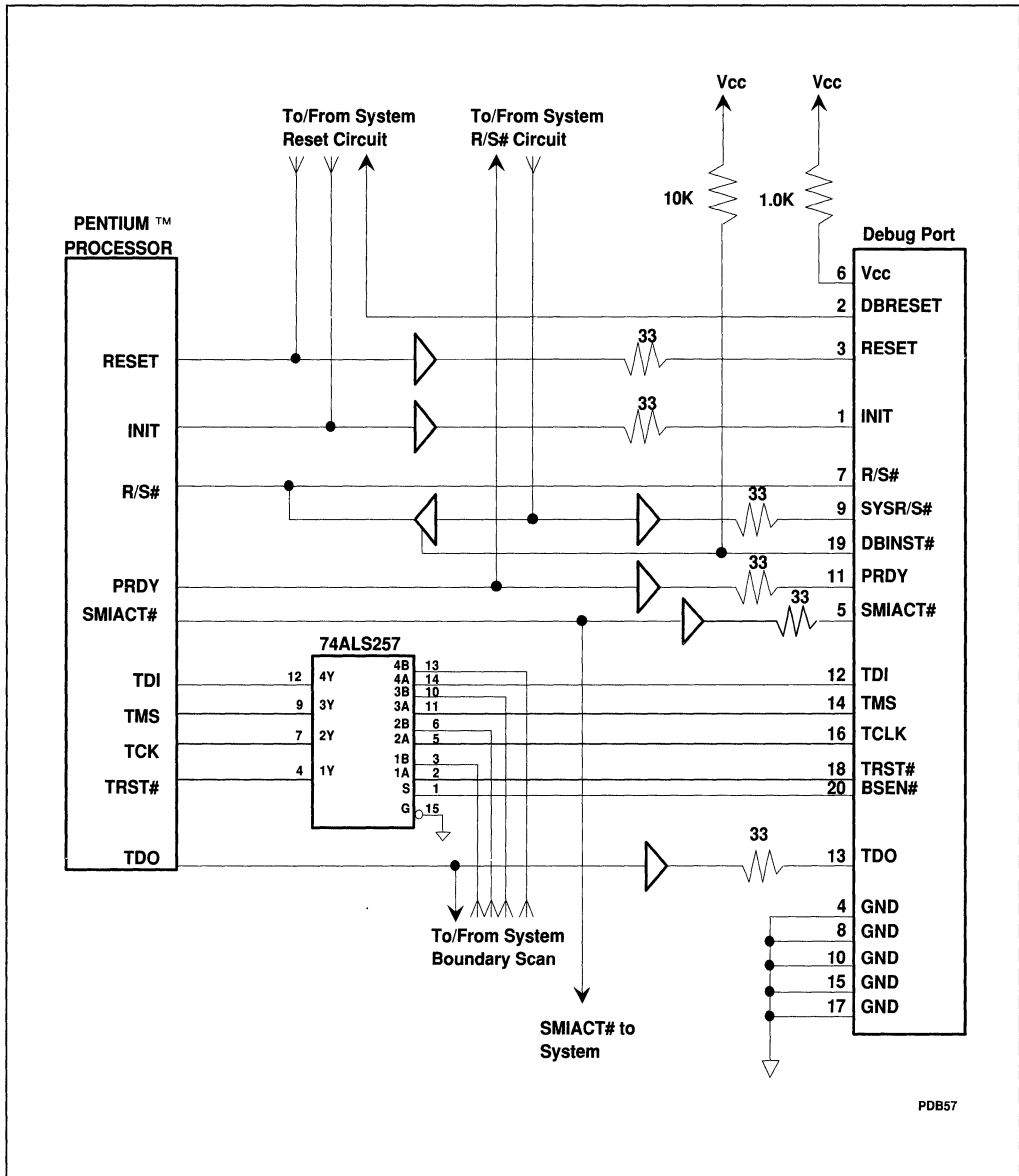 Vcc
Vcc
To/From System
Reset Circuit
To/From System
R/S# Circuit
10K
1.0K
PENTIUM ™
PROCESSOR
Debug Port
6 Vcc
2 DBRESET
33
RESET
3 RESET
33
INIT
1 INIT
R/S#
7 R/S#
33
9 SYSR/S#
19 DBINST#
33
PRDY
11 PRDY
33
SMIACT#
5 SMIACT#
74ALS257
TDI
12 4Y
4B 13
4A 14
12 TDI
TMS
9 3Y
3B 10
3A 11
14 TMS
TCK
7 2Y
2B 6
2A 5
16 TCLK
TRST#
4 1Y
1B 3
1A 2
18 TRST#
S 1
20 BSEN#
G 15
TDO
33
13 TDO
To/From System
Boundary Scan
4 GND
8 GND
10 GND
15 GND
17 GND
SMIACT# to
System
PDB57